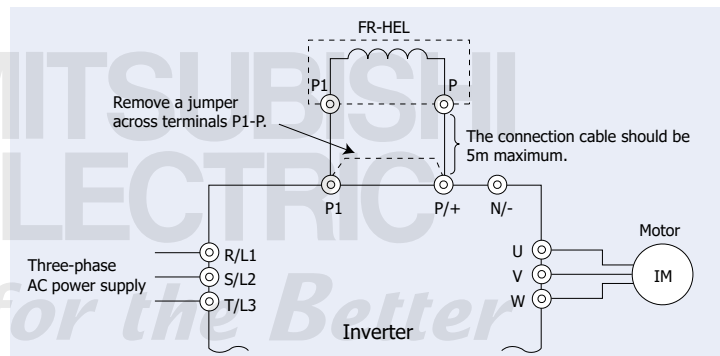 FR-HEL
P1 P
Remove a jumper
across terminals P1-P.
The connection cable should be
5m maximum.
P1 P/+ N/-
Motor
Three-phase
AC power supply
R/L1
S/L2
T/L3
U
V
W
IM
Inverter
MITSUBISHI
ELECTRIC
for the Better